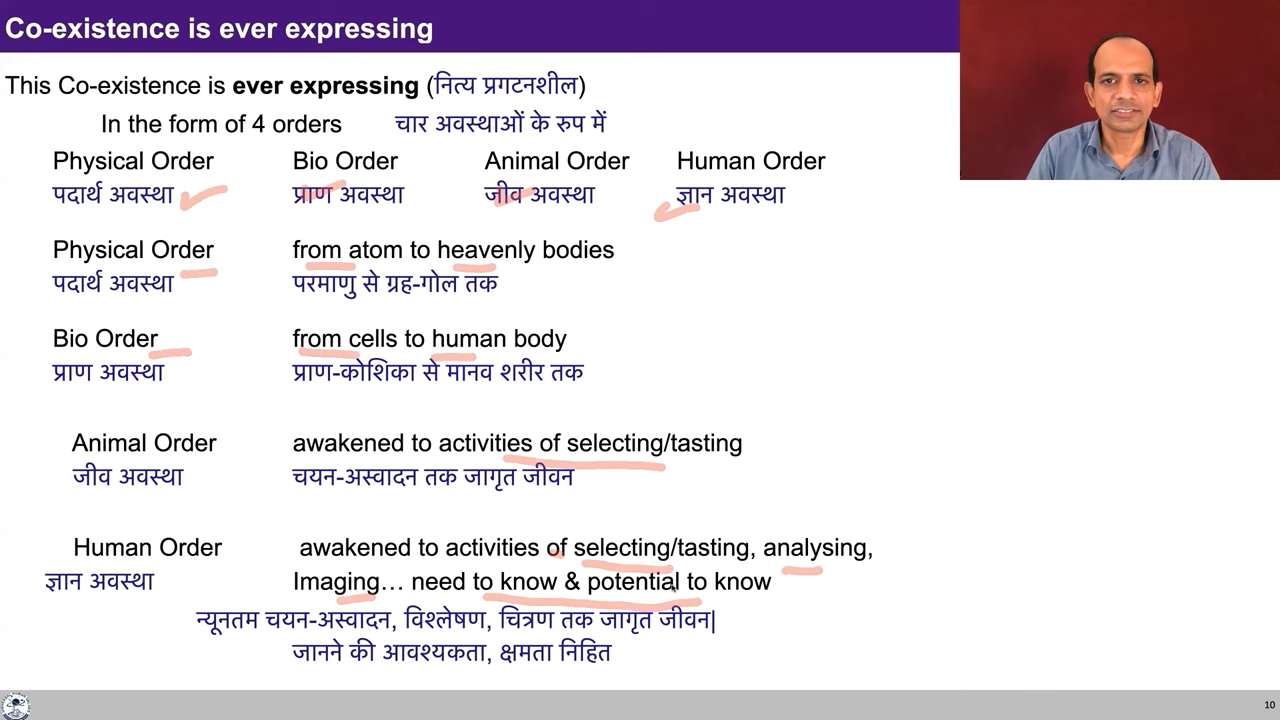 Co-existence is ever expressing
This Co-existence is ever expressing (नित्य प्रगटनशील)
In the form of 4 orders चार अवस्थाओं के रुप में
Physical Order Bio Order Animal Order Human Order
पदार्थ अवस्था प्राण अवस्था जीव अवस्था ज्ञान अवस्था
Physical Order from atom to heavenly bodies
पदार्थ अवस्था परमाणु से ग्रह-गोल तक
Bio Order from cells to human body
प्राण अवस्था प्राण-कोशिका से मानव शरीर तक
Animal Order awakened to activities of selecting/tasting
जीव अवस्था चयन-अस्वादन तक जागृत जीवन
Human Order awakened to activities of selecting/tasting, analysing,
ज्ञान अवस्था Imaging... need to know & potential to know
न्यूनतम चयन-अस्वादन, विश्लेषण, चित्रण तक जागृत जीवन|
जानने की आवश्यकता, क्षमता निहित
10